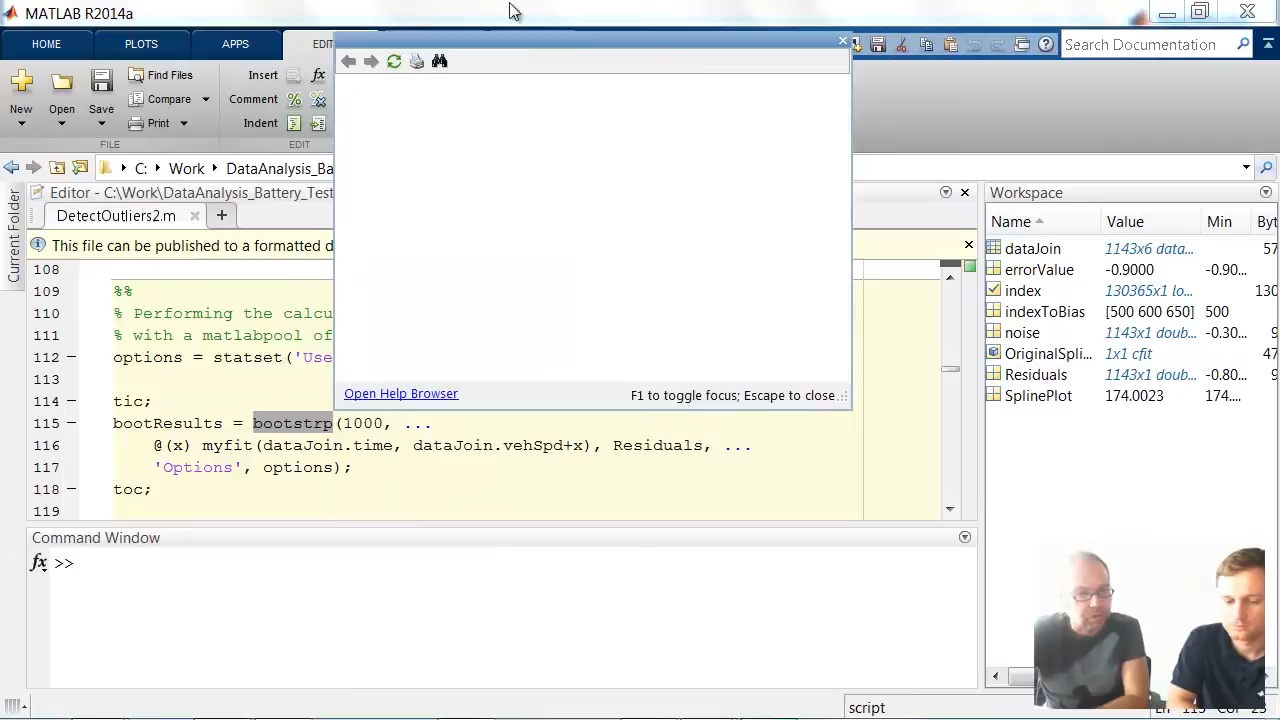 MATLAB R2014a
HOME
PLOTS
APPS
EDI
Search Documentation
New
Open
Save
Find Files
Compare
Print
Insert
Comment
Indent
fx
FILE
EDIT
C: Work DataAnalysis_Ba
Current Folder
Editor - C:\Work\DataAnalysis_Battery_Test
DetectOutliers2.m
This file can be published to a formatted d
108
109 %%
110 % Performing the calcu
111 % with a matlabpool of
112 options = statset('Use
113
114 tic;
115 bootResults = bootstrp(1000, ...
116 @(x) myfit(dataJoin.time, dataJoin.vehSpd+x), Residuals, ...
117 'Options', options);
118 toc;
119
Open Help Browser
F1 to toggle focus; Escape to close
Workspace
Name Value Min Byt
dataJoin 1143x6 data... 57
errorValue -0.9000 -0.90...
index 130365x1 lo... 130
indexToBias [500 600 650] 500
noise 1143x1 doub... -0.30... 9
OriginalSpli... 1x1 cfit 47
Residuals 1143x1 doub... -0.80... 9
SplinePlot 174.0023 174....
Command Window
fx >>
script